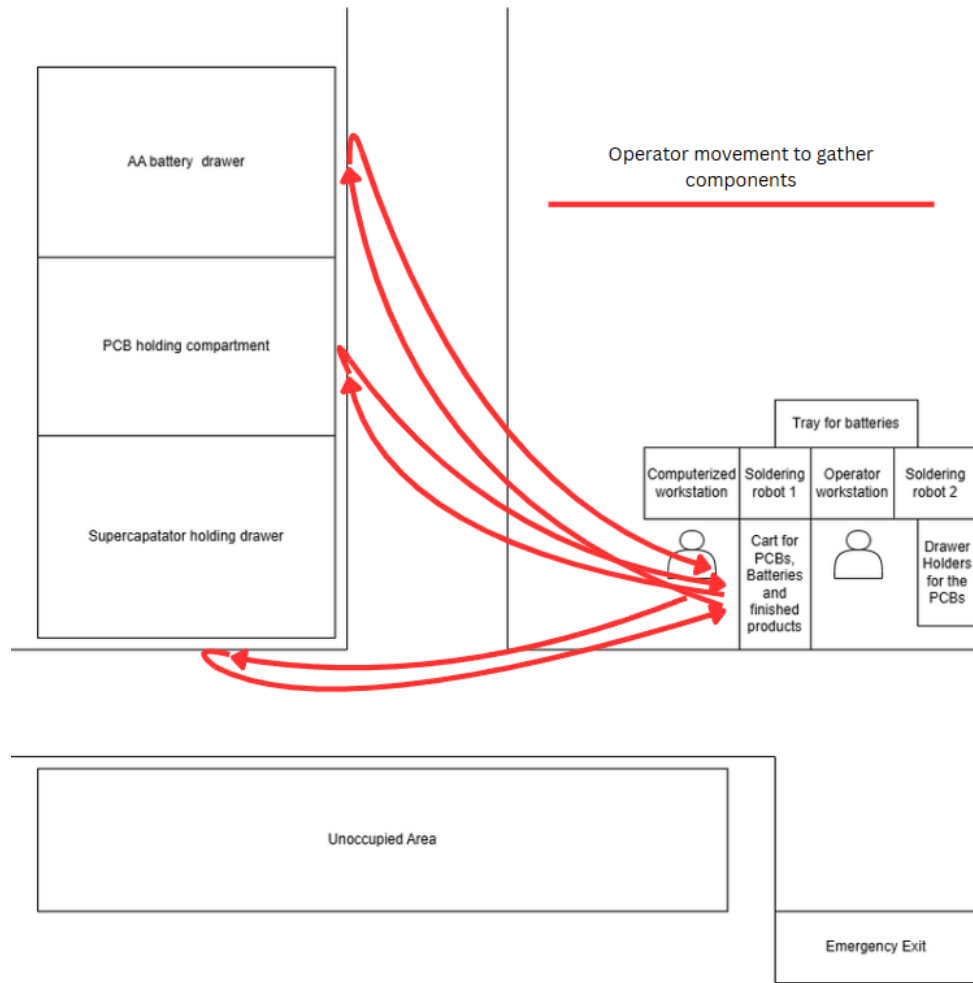 AA battery drawer
PCB holding compartment
Supercapatator holding drawer
Operator movement to gather
components
Tray for batteries
Computerized
workstation
Soldering
robot 1
Operator
workstation
Soldering
robot 2
Cart for
PCBs,
Batteries
and
finished
products
Drawer
Holders
for the
PCBs
Unoccupied Area
Emergency Exit